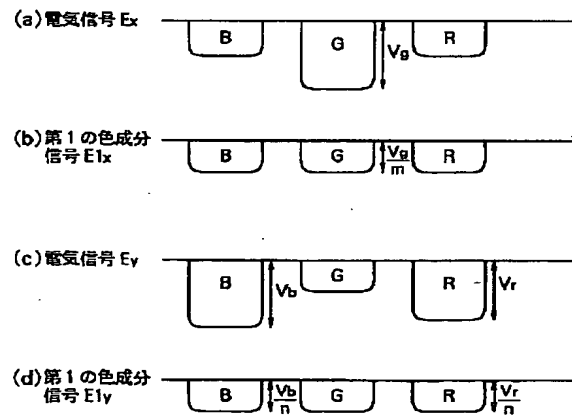 (a)電気信号 Ex
B
G
R
Vg
(b)第1の色成分
信号 E1x
B
G
R
Vg/m
(c)電気信号 Ey
B
G
R
Vb
Vr
(d)第1の色成分
信号 E1y
B
G
R
Vb/n
Vr/n